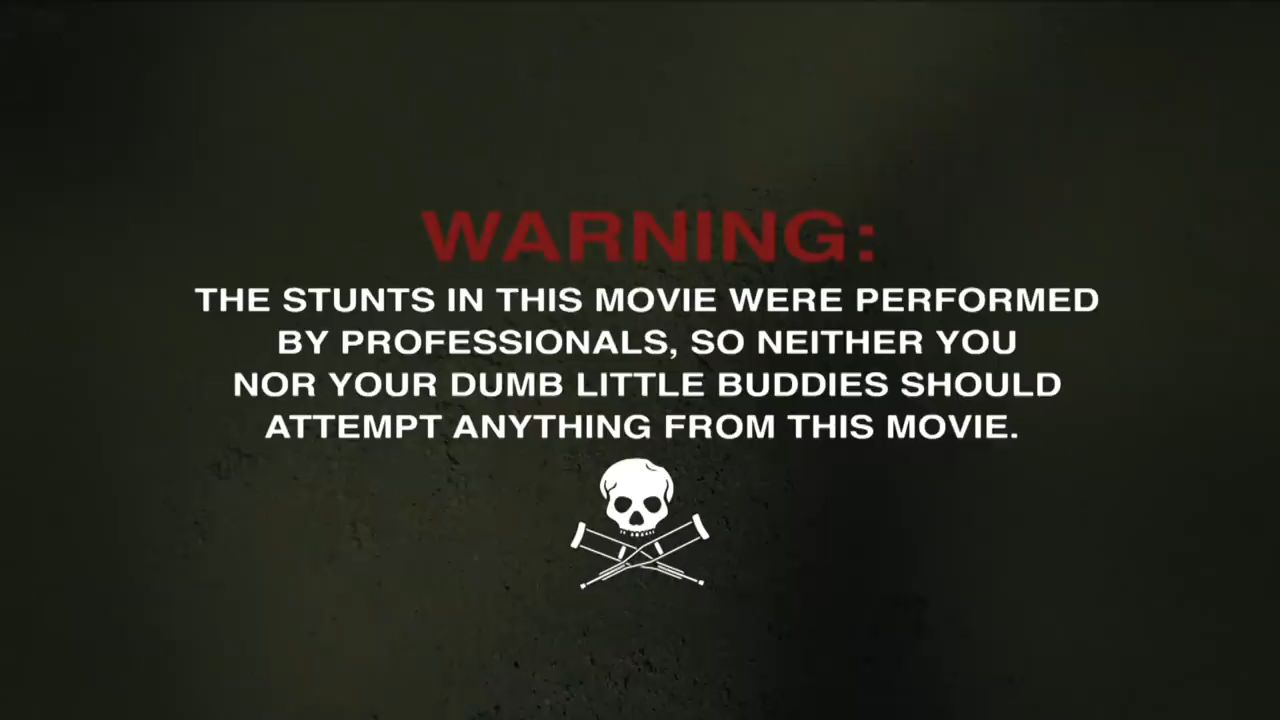 WARNING:
THE STUNTS IN THIS MOVIE WERE PERFORMED
BY PROFESSIONALS, SO NEITHER YOU
NOR YOUR DUMB LITTLE BUDDIES SHOULD
ATTEMPT ANYTHING FROM THIS MOVIE.